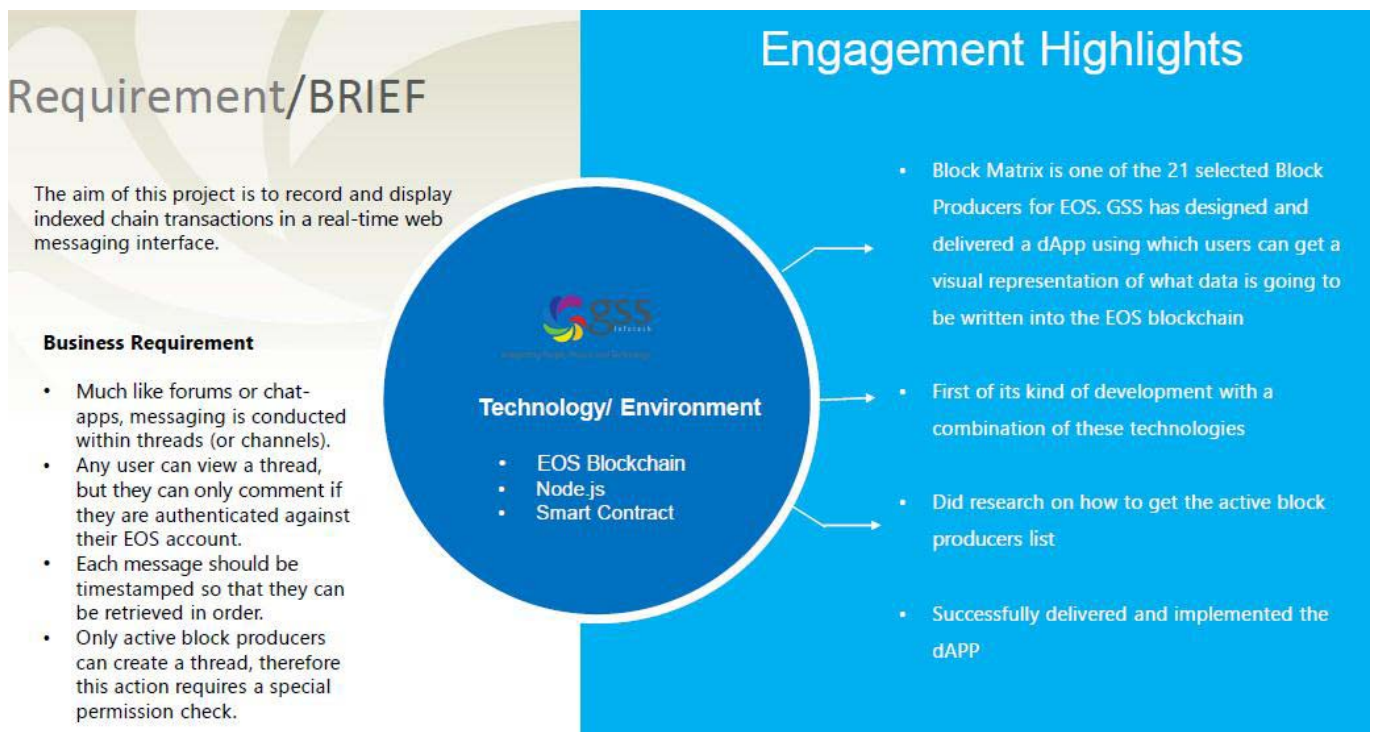 Requirement/BRIEF
The aim of this project is to record and display
indexed chain transactions in a real-time web
messaging interface.
Business Requirement
• Much like forums or chat-
apps, messaging is conducted
within threads (or channels).
• Any user can view a thread,
but they can only comment if
they are authenticated against
their EOS account.
• Each message should be
timestamped so that they can
be retrieved in order.
• Only active block producers
can create a thread, therefore
this action requires a special
permission check.
gss
Infotech
Technology/ Environment
• EOS Blockchain
• Node.js
• Smart Contract
Engagement Highlights
• Block Matrix is one of the 21 selected Block
Producers for EOS. GSS has designed and
delivered a dApp using which users can get a
visual representation of what data is going to
be written into the EOS blockchain
• First of its kind of development with a
combination of these technologies
• Did research on how to get the active block
producers list
• Successfully delivered and implemented the
dAPP